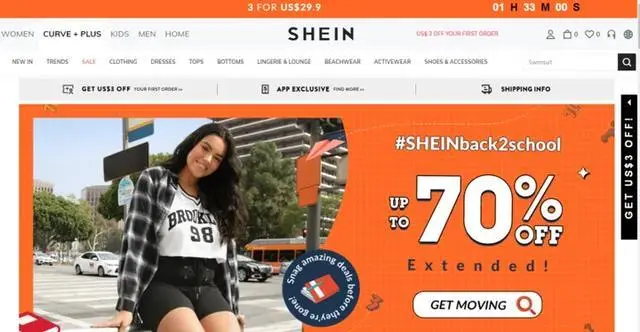 3 FOR US$29.9
01 H 33 M 00 S
WOMEN CURVE + PLUS KIDS MEN HOME
SHEIN
US$3 OFF YOUR FIRST ORDER
0 0
NEW IN TRENDS SALE CLOTHING DRESSES TOPS BOTTOMS LINGERIE & LOUNGE BEACHWEAR ACTIVEWEAR SHOES & ACCESSORIES
Swimsuit
GET US$3 OFF YOUR FIRST ORDER>>
APP EXCLUSIVE FIND MORE>>
SHIPPING INFO
GET US$3 OFF!
BROOKLYN
98
#SHEINback2school
UP TO 70% OFF
Extended!
Snag amazing deals before they're gone!
GET MOVING